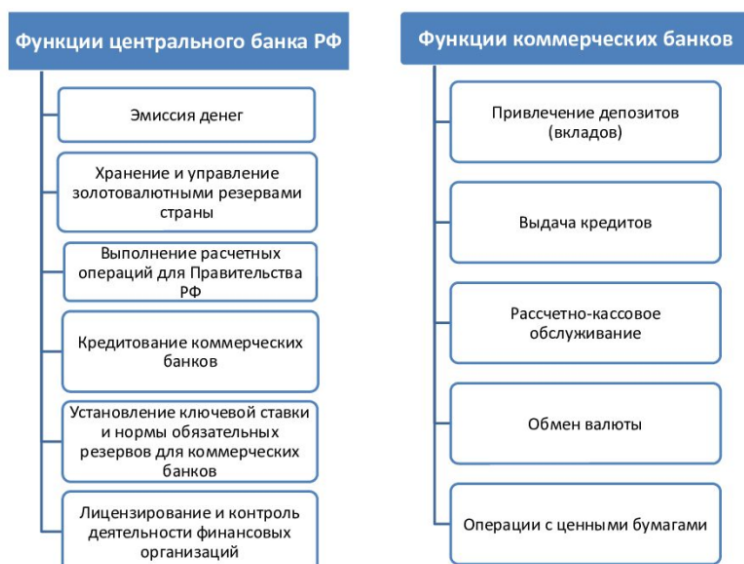 Функции центрального банка РФ
Эмиссия денег
Хранение и управление
золотовалютными резервами
страны
Выполнение расчетных
операций для Правительства
РФ
Кредитование коммерческих
банков
Установление ключевой ставки
и нормы обязательных
резервов для коммерческих
банков
Лицензирование и контроль
деятельности финансовых
организаций
Функции коммерческих банков
Привлечение депозитов
(вкладов)
Выдача кредитов
Рассчетно-кассовое
обслуживание
Обмен валюты
Операции с ценными бумагами